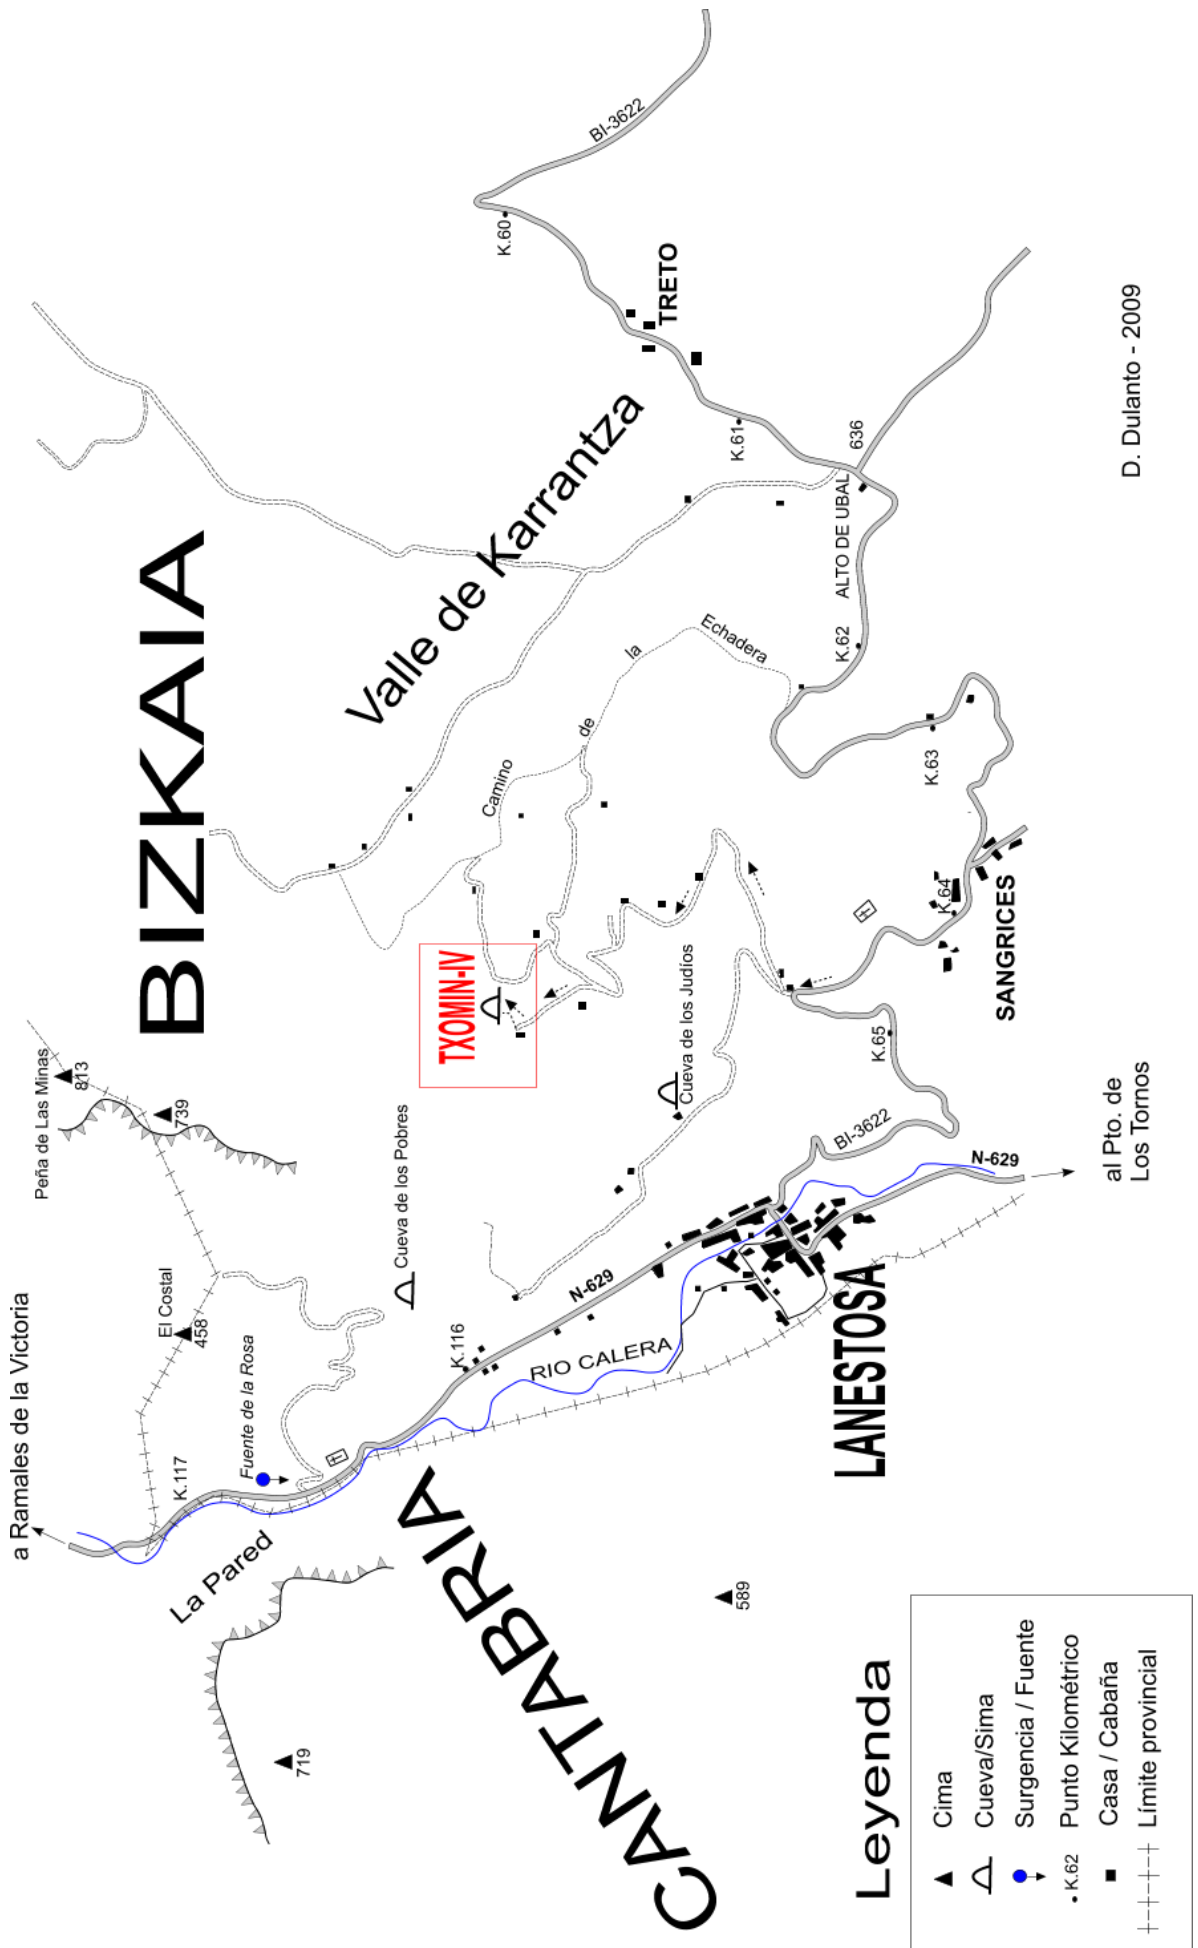 a Ramales de la Victoria
La Pared
K.117
Fuente de la Rosa
El Costal
458
Peña de Las Minas
813
739
719
BIZKAIA
CANTABRIA
589
Cueva de los Pobres
K.116
N-629
RIO CALERA
LANESTOSA
TXOMIN-IV
Cueva de los Judíos
Valle de Karrantza
Camino
de
la
Echadera
BI-3622
K.60
TRETO
K.61
636
ALTO DE UBAL
K.62
K.63
K.64
SANGRICES
K.65
BI-3622
N-629
al Pto. de
Los Tornos
D. Dulanto - 2009
Leyenda
Cima
Cueva/Sima
Surgencia / Fuente
K.62 Punto Kilométrico
Casa / Cabaña
Límite provincial